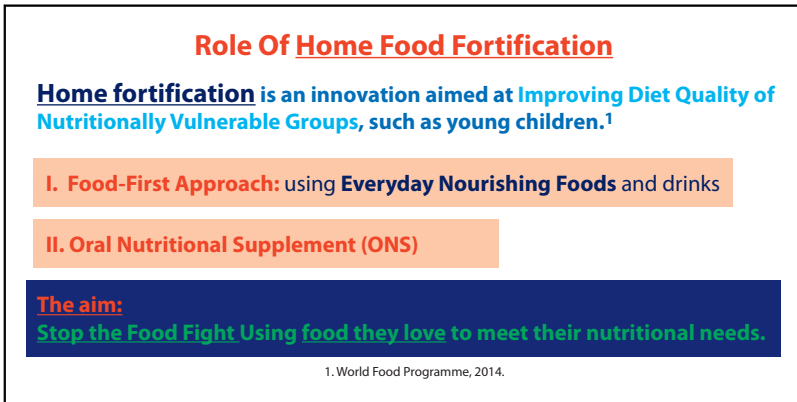 Role Of Home Food Fortification
Home fortification is an innovation aimed at Improving Diet Quality of
Nutritionally Vulnerable Groups, such as young children.1
I. Food-First Approach: using Everyday Nourishing Foods and drinks
II. Oral Nutritional Supplement (ONS)
The aim:
Stop the Food Fight Using food they love to meet their nutritional needs.
1. World Food Programme, 2014.